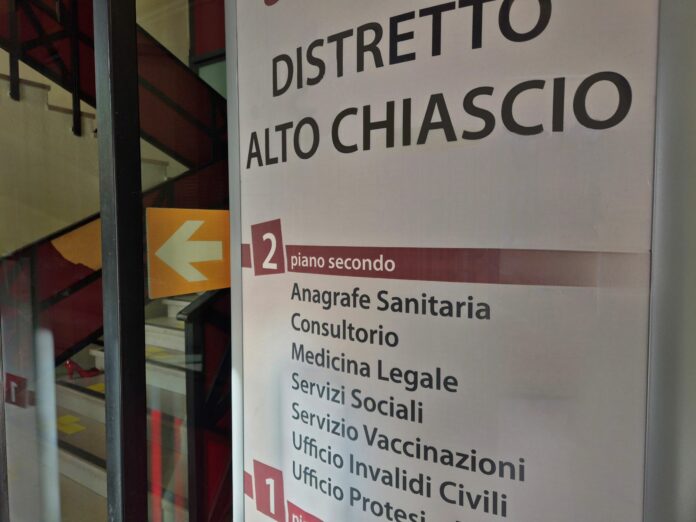 DISTRETTO
ALTO CHIASCIO
2 piano secondo
Anagrafe Sanitaria
Consultorio
Medicina Legale
Servizi Sociali
Servizio Vaccinazioni
Ufficio Invalidi Civili
Ufficio
1